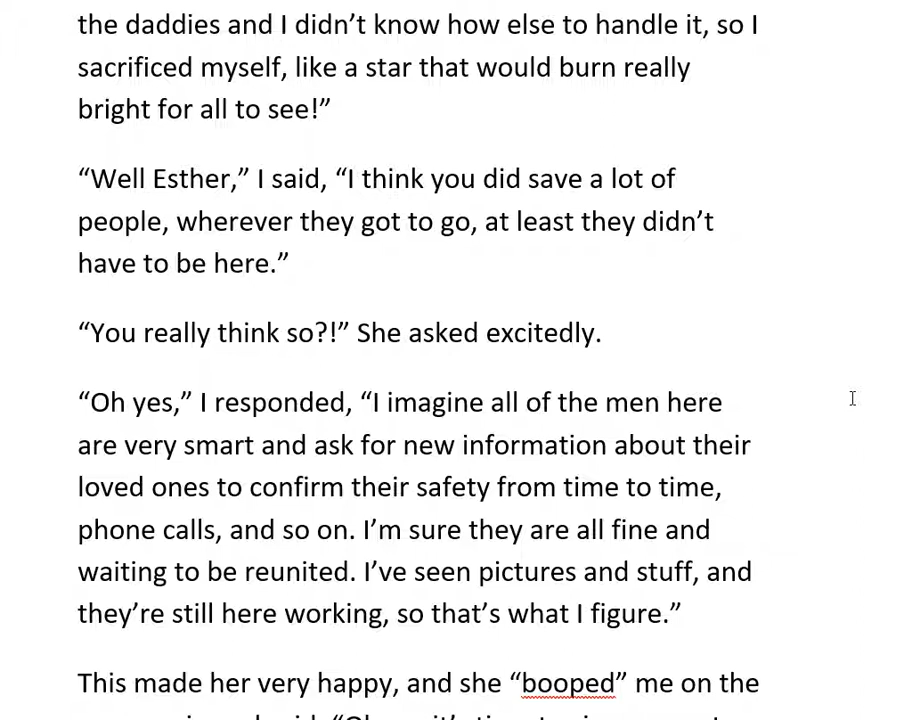 the daddies and I didn’t know how else to handle it, so I
sacrificed myself, like a star that would burn really
bright for all to see!”
“Well Esther,” I said, “I think you did save a lot of
people, wherever they got to go, at least they didn’t
have to be here.”
“You really think so?!” She asked excitedly.
“Oh yes,” I responded, “I imagine all of the men here
are very smart and ask for new information about their
loved ones to confirm their safety from time to time,
phone calls, and so on. I’m sure they are all fine and
waiting to be reunited. I’ve seen pictures and stuff, and
they’re still here working, so that’s what I figure.”
This made her very happy, and she “booped” me on the